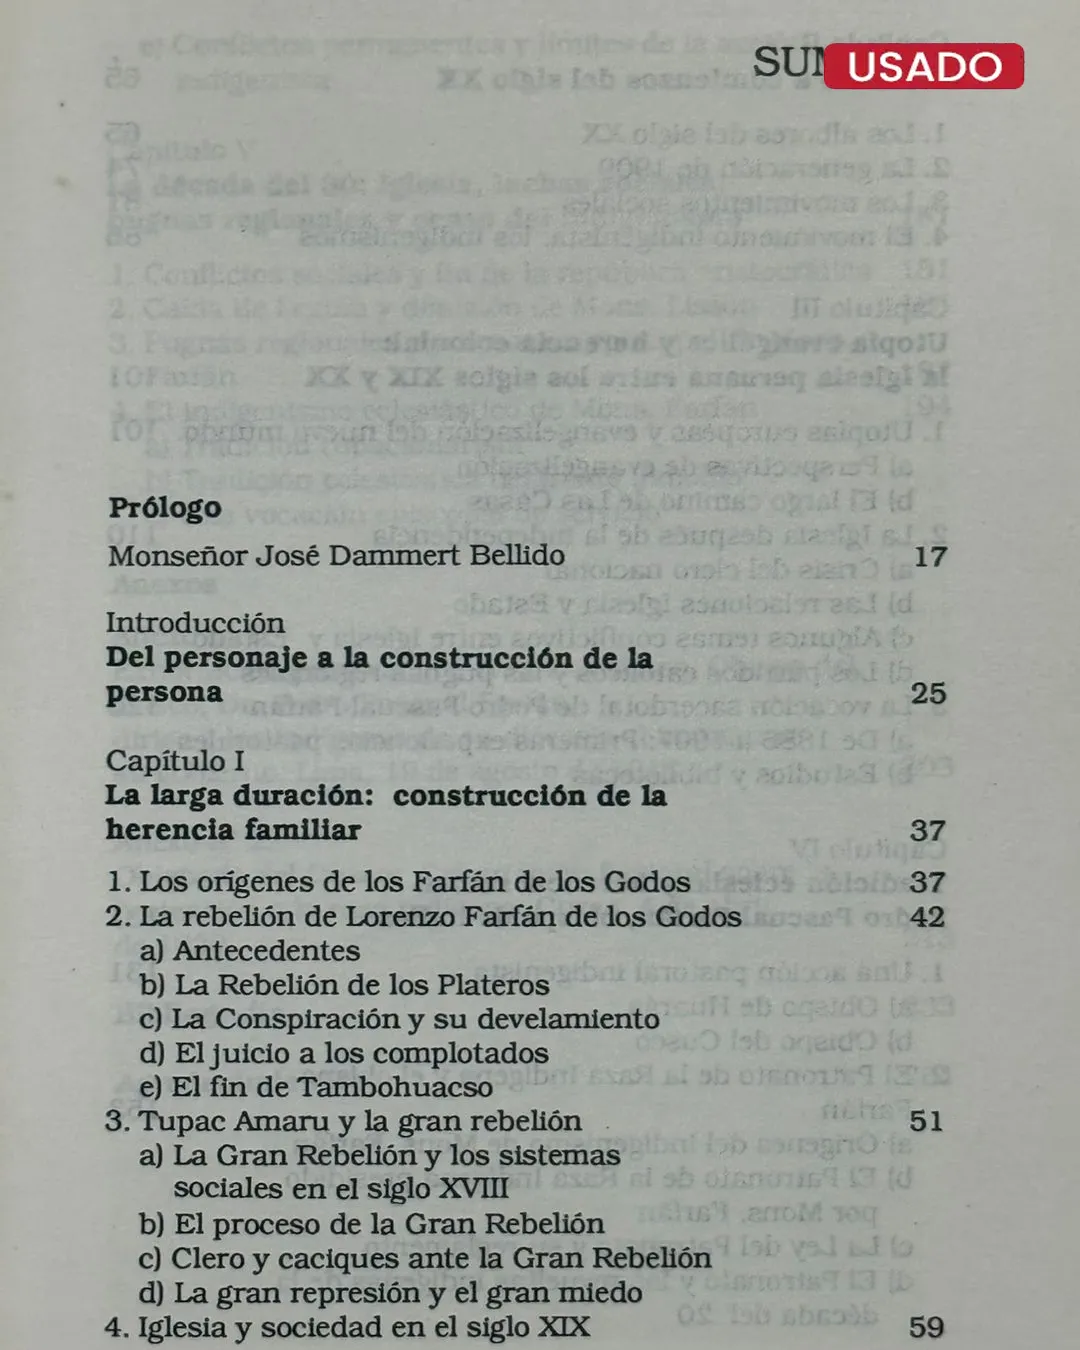 USADO
Prólogo
Monseñor José Dammert Bellido 17
Introducción
Del personaje a la construcción de la
persona 25
Capítulo I
La larga duración: construcción de la
herencia familiar 37
1. Los orígenes de los Farfán de los Godos 37
2. La rebelión de Lorenzo Farfán de los Godos 42
a) Antecedentes
b) La Rebelión de los Plateros
c) La Conspiración y su develamiento
d) El juicio a los complotados
e) El fin de Tambohuacso
3. Tupac Amaru y la gran rebelión 51
a) La Gran Rebelión y los sistemas
sociales en el siglo XVIII
b) El proceso de la Gran Rebelión
c) Clero y caciques ante la Gran Rebelión
d) La gran represión y el gran miedo
4. Iglesia y sociedad en el siglo XIX 59